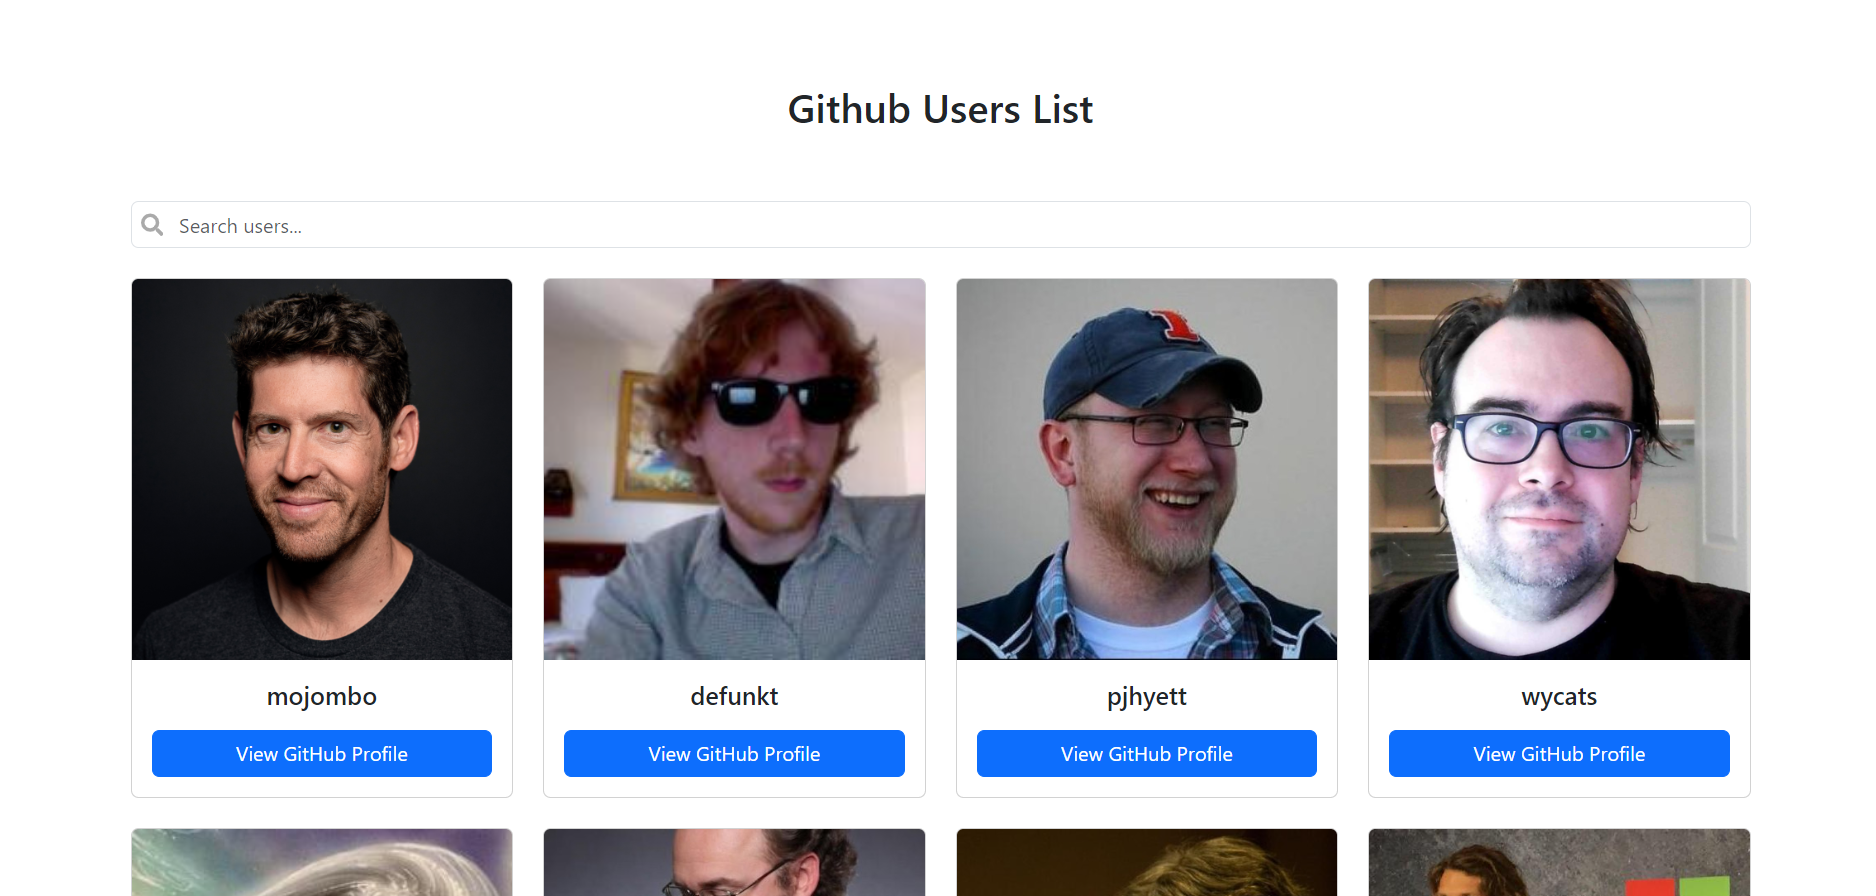 Github Users List
Search users...
mojombo
defunkt
pjhyett
wycats
View GitHub Profile
View GitHub Profile
View GitHub Profile
View GitHub Profile